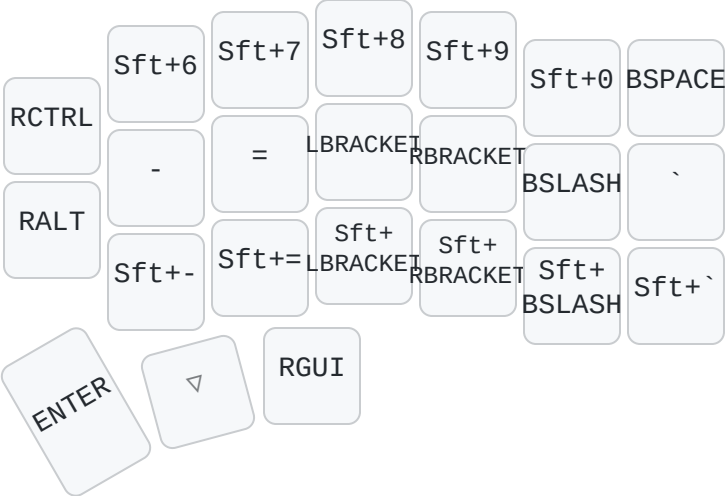 Sft+6
Sft+7
Sft+8
Sft+9
Sft+0
BSPACE
RCTRL
-
=
LBRACKET
RBRACKET
BSLASH
`
RALT
Sft+-
Sft+=
Sft+
LBRACKET
Sft+
RBRACKET
Sft+
BSLASH
Sft+`
ENTER
▽
RGUI